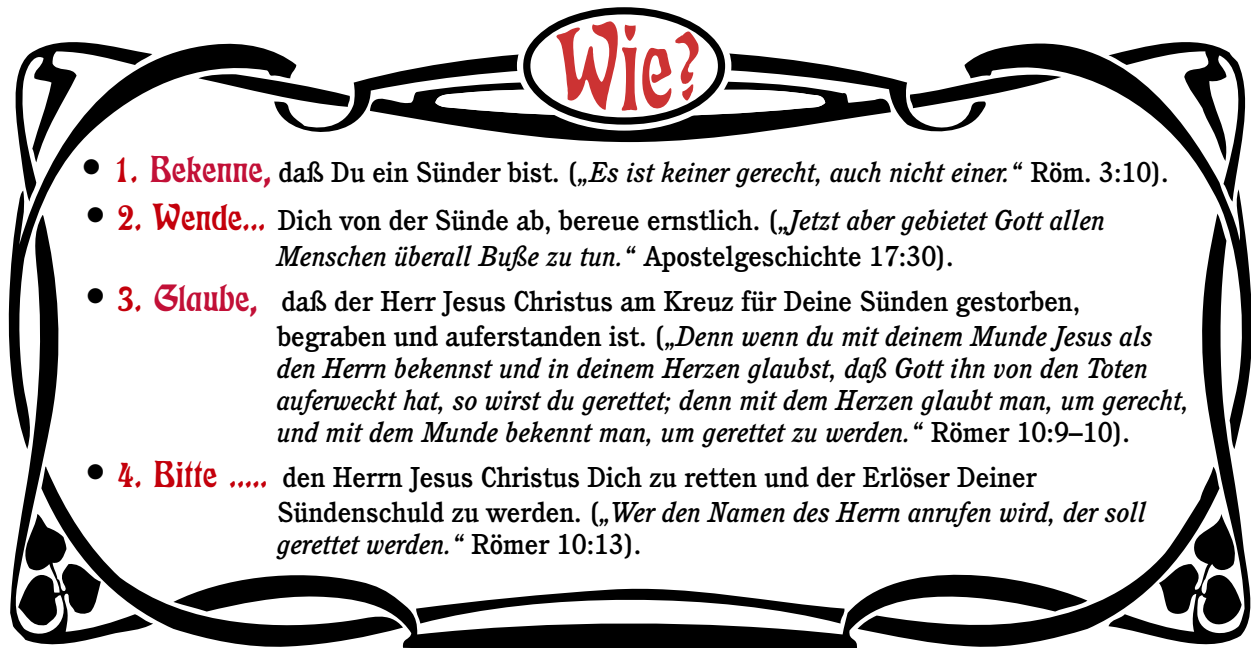 Wie?
• 1. Bekenne, daß Du ein Sünder bist. („Es ist keiner gerecht, auch nicht einer.“ Röm. 3:10).
• 2. Wende... Dich von der Sünde ab, bereue ernstlich. („Jetzt aber gebietet Gott allen
Menschen überall Buße zu tun.“ Apostelgeschichte 17:30).
• 3. Glaube, daß der Herr Jesus Christus am Kreuz für Deine Sünden gestorben,
begraben und auferstanden ist. („Denn wenn du mit deinem Munde Jesus als
den Herrn bekennst und in deinem Herzen glaubst, daß Gott ihn von den Toten
auferweckt hat, so wirst du gerettet; denn mit dem Herzen glaubt man, um gerecht,
und mit dem Munde bekennt man, um gerettet zu werden.“ Römer 10:9–10).
• 4. Bitte ..... den Herrn Jesus Christus Dich zu retten und der Erlöser Deiner
Sündenschuld zu werden. („Wer den Namen des Herrn anrufen wird, der soll
gerettet werden.“ Römer 10:13).